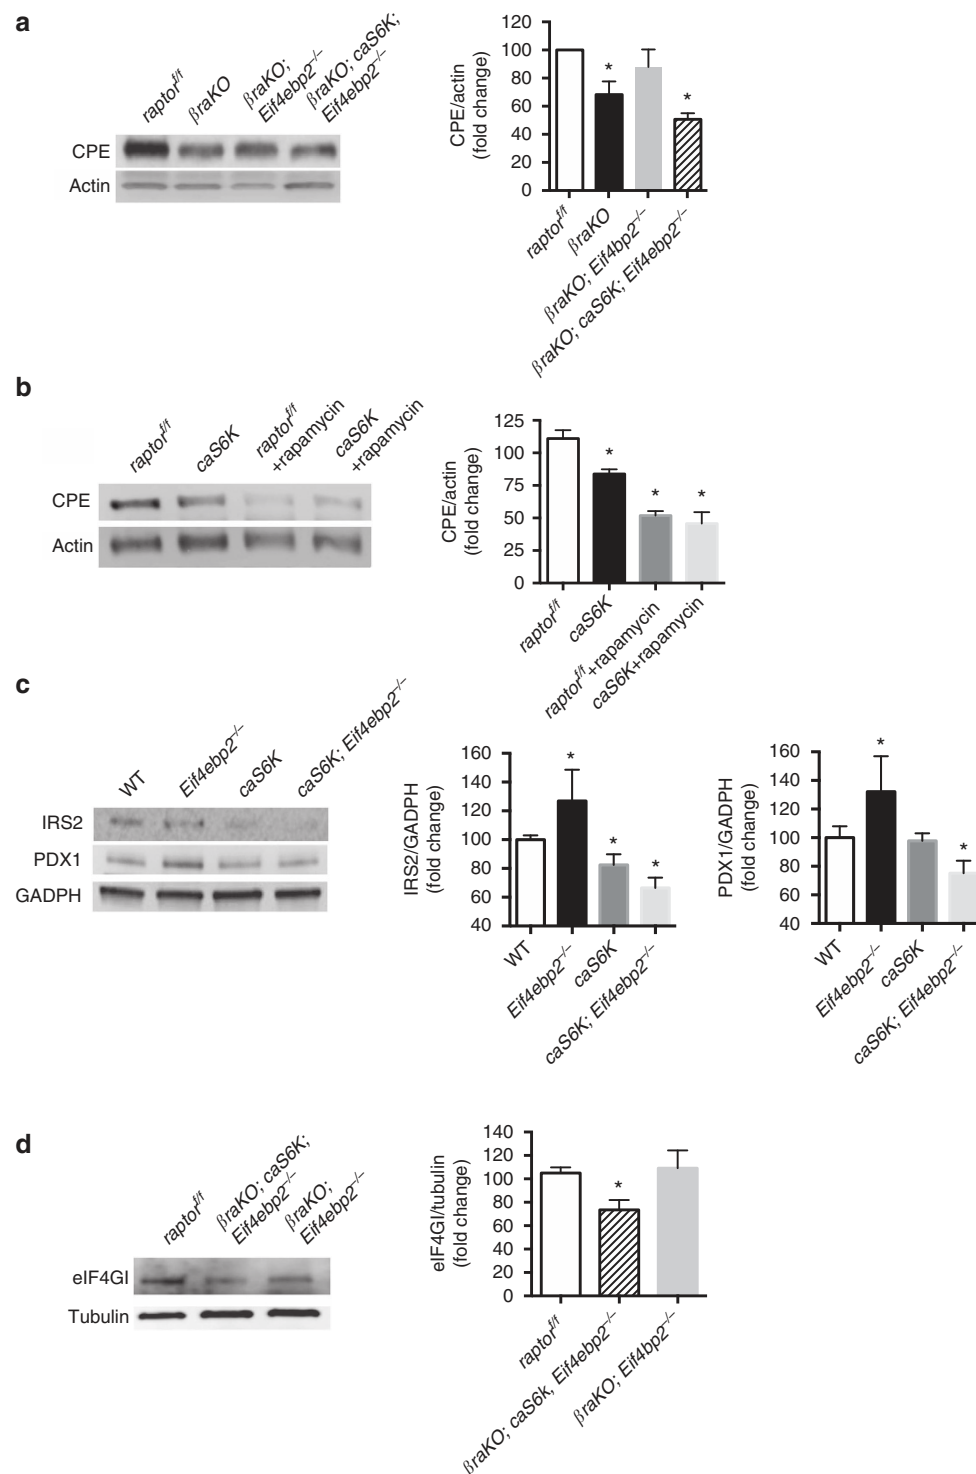 a
raptor^f/f
βraKO
βraKO;
Eif4ebp2^–/–
βraKO; caS6K;
Eif4ebp2^–/–
CPE
Actin
CPE/actin
(fold change)
120
100
80
60
40
20
0
*
*
raptor^f/f
βraKO
βraKO; Eif4bp2^–/–
βraKO; caS6K; Eif4ebp2^–/–
b
raptor^f/f
caS6K
raptor^f/f
+rapamycin
caS6K
+rapamycin
CPE
Actin
CPE/actin
(fold change)
125
100
75
50
25
0
*
*
*
raptor^f/f
caS6K
raptor^f/f+rapamycin
caS6K+rapamycin
c
WT
Eif4ebp2^–/–
caS6K
caS6K; Eif4ebp2^–/–
IRS2
PDX1
GADPH
IRS2/GADPH
(fold change)
160
140
120
100
80
60
40
*
*
*
WT
Eif4ebp2^–/–
caS6K
caS6K; Eif4ebp2^–/–
PDX1/GADPH
(fold change)
160
140
120
100
80
60
40
*
*
WT
Eif4ebp2^–/–
caS6K
caS6K; Eif4ebp2^–/–
d
raptor^f/f
βraKO; caS6K;
Eif4ebp2^–/–
βraKO;
Eif4ebp2^–/–
eIF4GI
Tubulin
eIF4GI/tubulin
(fold change)
140
120
100
80
60
40
20
0
*
raptor^f/f
βraKO; caS6k, Eif4ebp2^–/–
βraKO; Eif4bp2^–/–